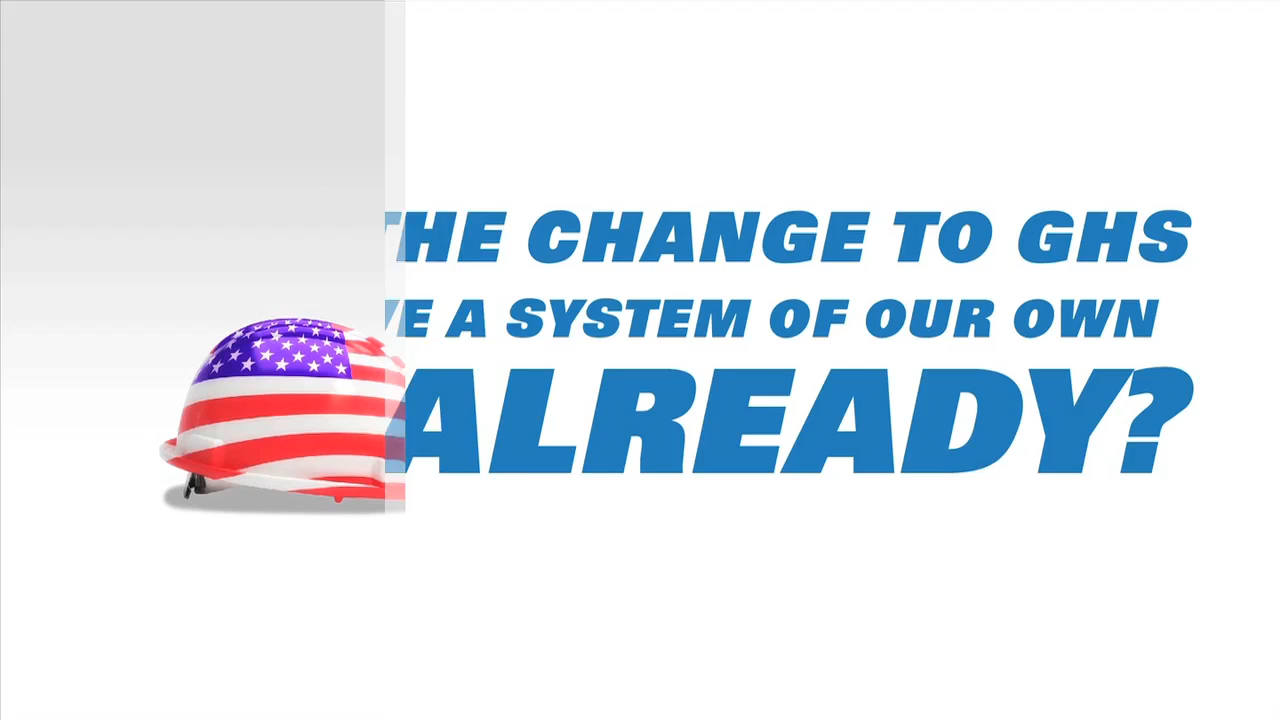 THE CHANGE TO GHS
A SYSTEM OF OUR OWN
ALREADY?